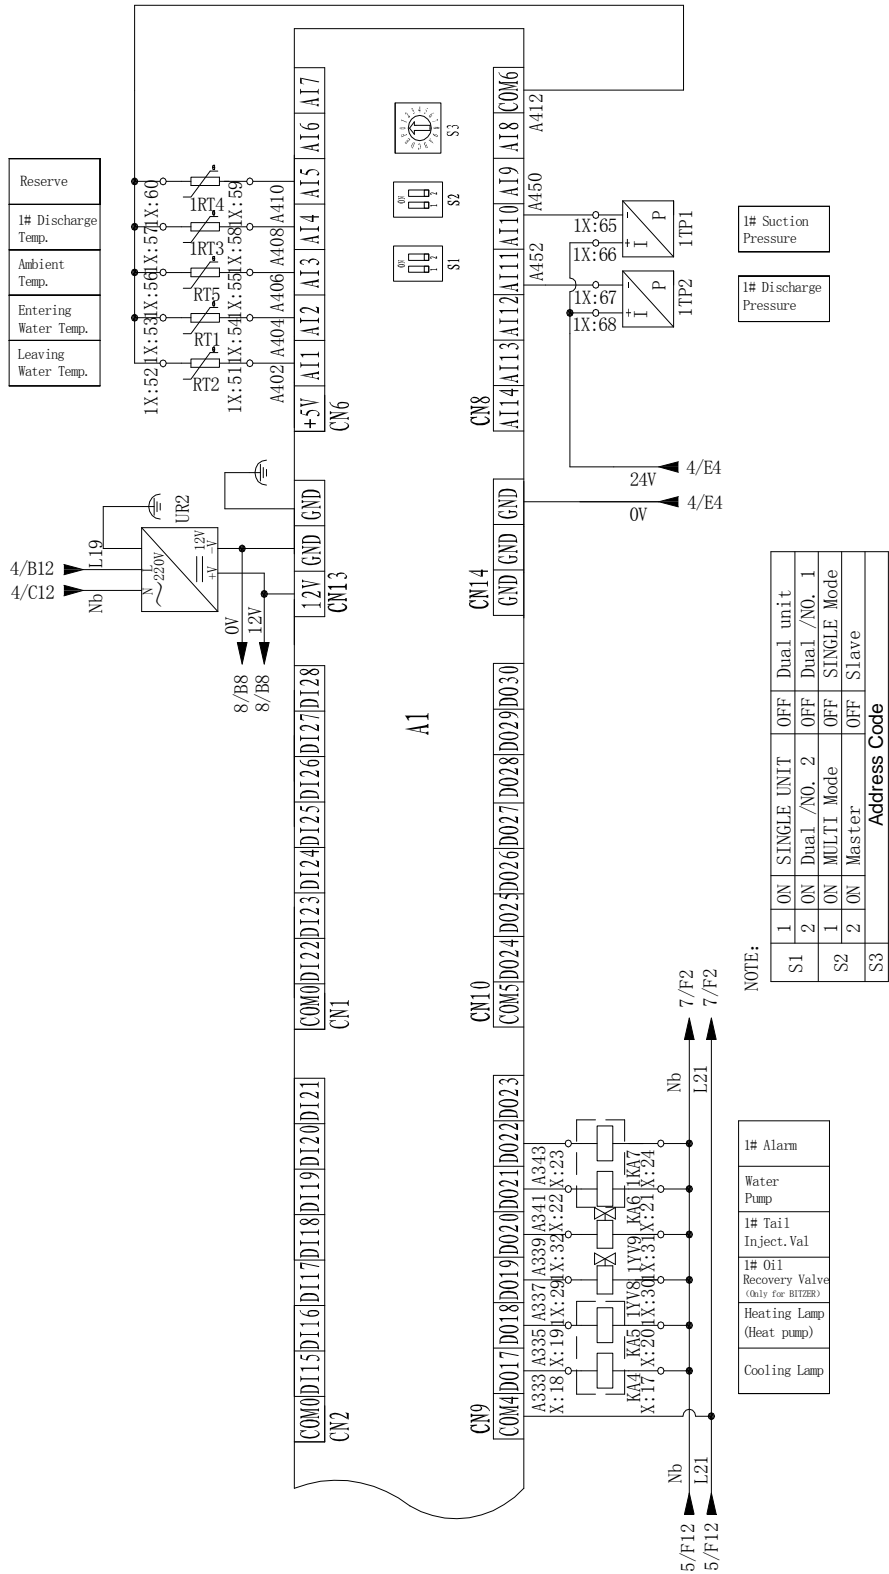 Reserve
1# Discharge
Temp.
Ambient
Temp.
Entering
Water Temp.
Leaving
Water Temp.
1X:60
1RT4
1X:59
A410
1X:57
1RT3
1X:58
A408
1X:56
RT5
1X:55
A406
1X:53
RT1
1X:54
A404
1X:52
RT2
1X:51
A402
AI7
AI6
AI5
AI4
AI3
AI2
AI1
+5V
CN6
S3
ON
1 2
S2
ON
1 2
S1
COM6
AI8
AI9
AI10
AI11
AI12
AI13
AI14
CN8
A412
A450
A452
1X:65
1X:66
1X:67
1X:68
- P
+ I
1TP1
- P
+ I
1TP2
1# Suction
Pressure
1# Discharge
Pressure
24V
4/E4
0V
4/E4
4/B12
4/C12
L19
Nb
L
N
220V
12V
-V
+V
UR2
0V
12V
8/B8
8/B8
GND
GND
12V
CN13
GND
GND
GND
CN14
A1
DI28
DI27
DI26
DI25
DI24
DI23
DI22
COM0
CN1
DO30
DO29
DO28
DO27
DO26
DO25
DO24
COM5
CN10
DI21
DI20
DI19
DI18
DI17
DI16
DI15
COM0
CN2
DO23
DO22
DO21
DO20
DO19
DO18
DO17
COM4
CN9
A343
X:23
1KA7
X:24
A341
X:22
KA6
X:21
A339
1X:32
1YV9
1X:31
A337
1X:29
1YV8
1X:30
A335
X:19
KA5
X:20
A333
X:18
KA4
X:17
Nb
L21
7/F2
7/F2
Nb
L21
5/F12
5/F12
1# Alarm
Water
Pump
1# Tail
Inject.Val
1# Oil
Recovery Valve
(Only for BITZER)
Heating Lamp
(Heat pump)
Cooling Lamp
NOTE:
S1 1 ON SINGLE UNIT OFF Dual unit
2 ON Dual /NO. 2 OFF Dual /NO. 1
S2 1 ON MULTI Mode OFF SINGLE Mode
2 ON Master OFF Slave
S3 Address Code